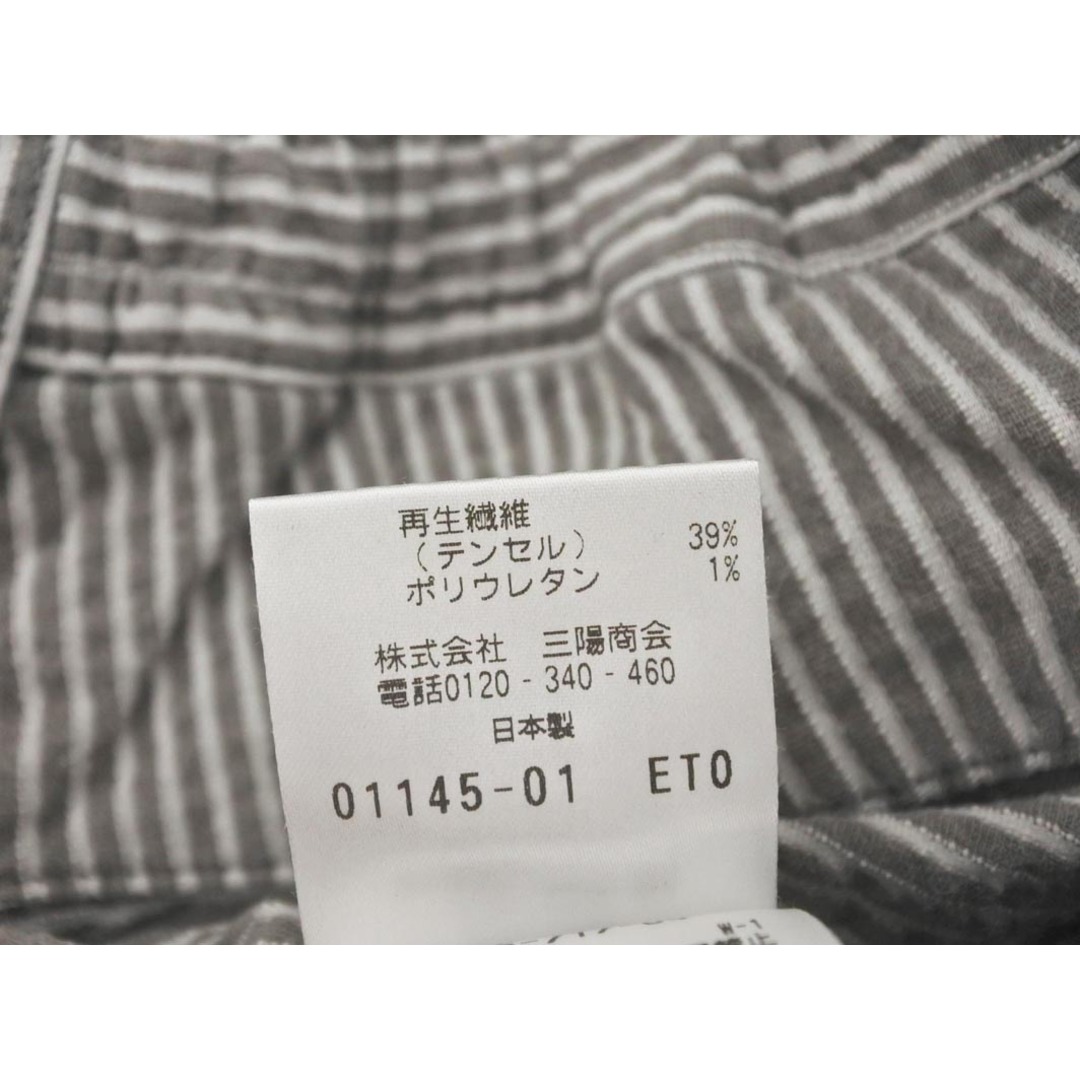 再生繊維
（テンセル） 39%
ポリウレタン 1%
株式会社 三陽商会
電話0120-340-460
日本製
01145-01 ET0